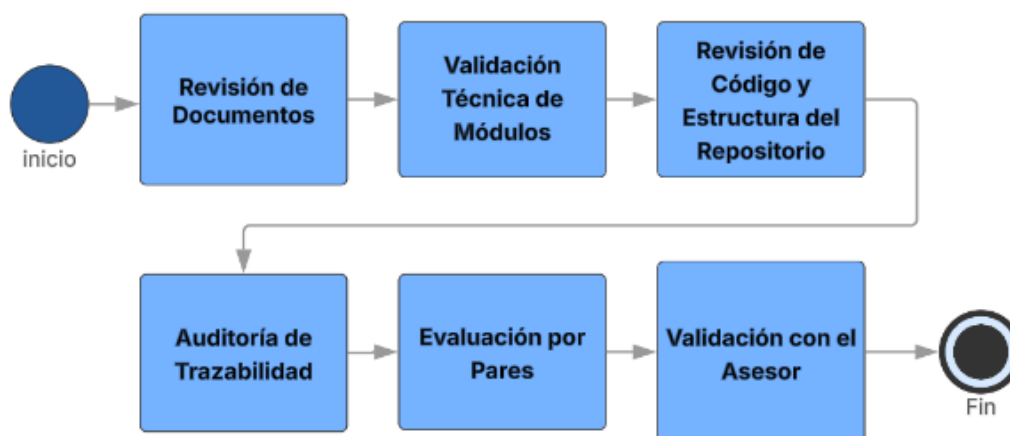 inicio
Revisión de
Documentos
Validación
Técnica de
Módulos
Revisión de
Código y
Estructura del
Repositorio
Auditoría de
Trazabilidad
Evaluación por
Pares
Validación con el
Asesor
Fin